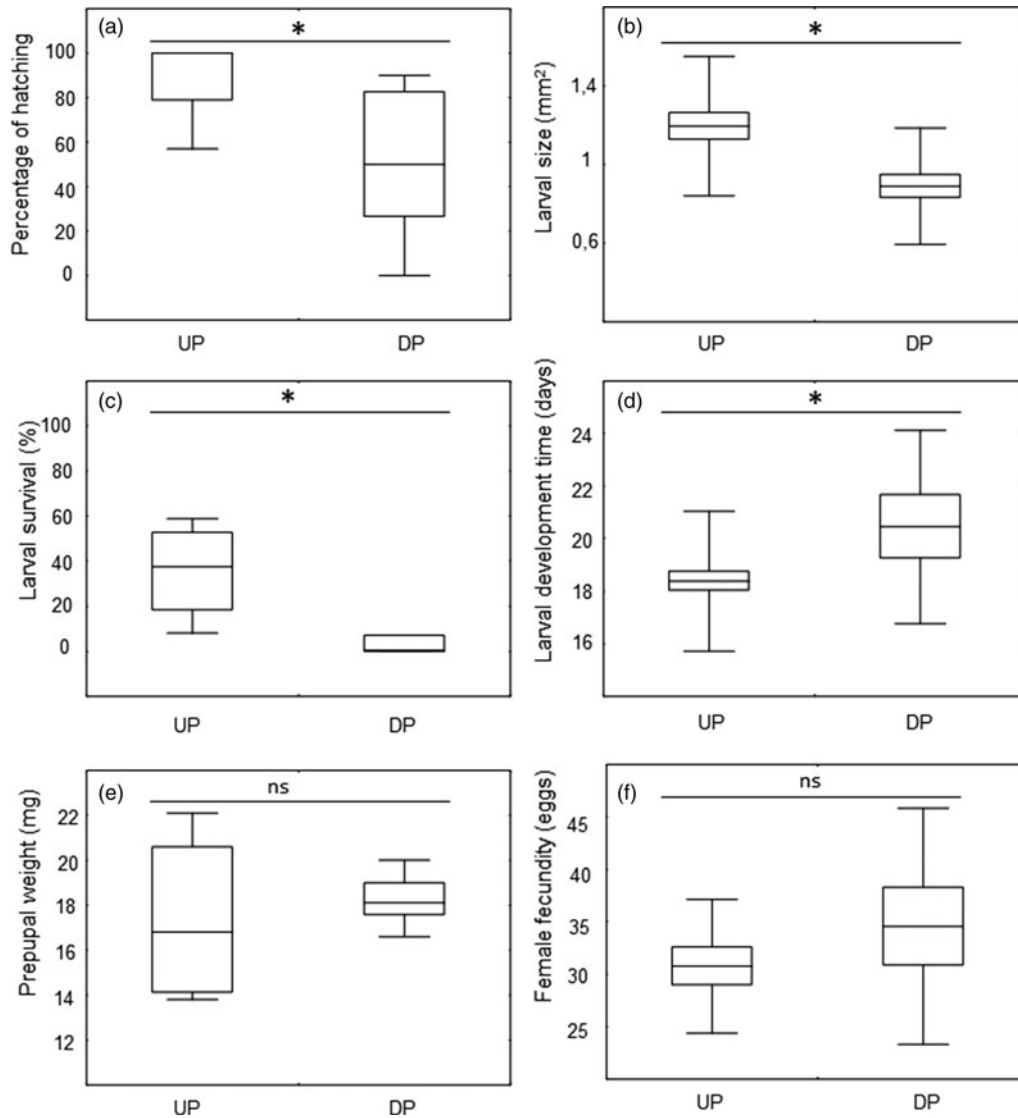 (a)
*
Percentage of hatching
100
80
60
40
20
0
UP
DP
(b)
*
Larval size (mm²)
1,4
1
0,6
UP
DP
(c)
*
Larval survival (%)
100
80
60
40
20
0
UP
DP
(d)
*
Larval development time (days)
24
22
20
18
16
UP
DP
(e)
ns
Prepupal weight (mg)
22
20
18
16
14
12
UP
DP
(f)
ns
Female fecundity (eggs)
45
40
35
30
25
UP
DP